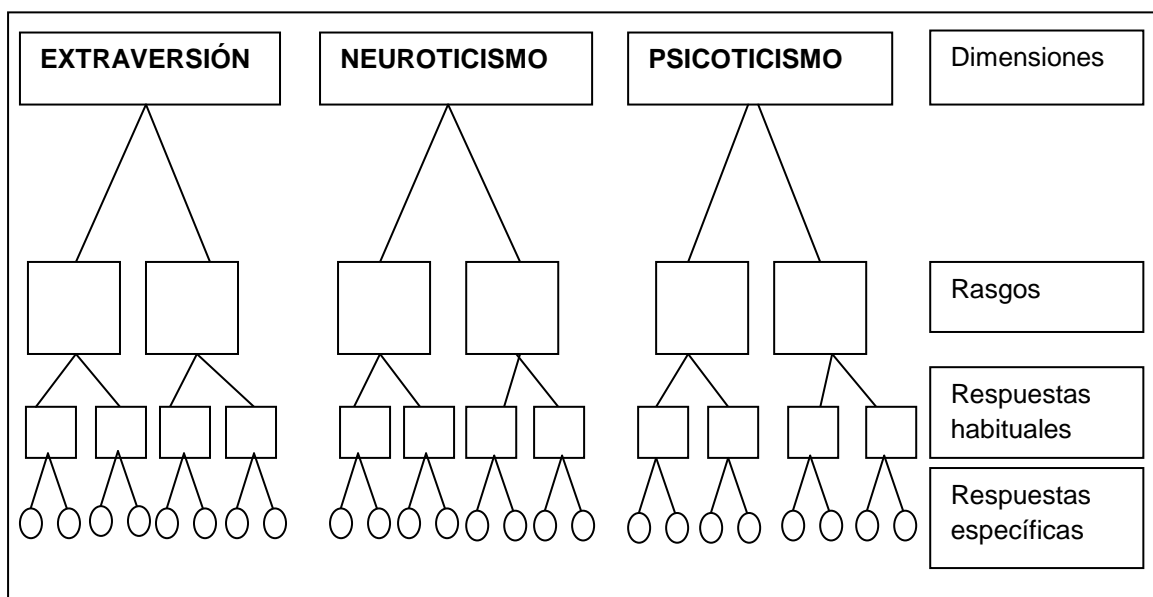 EXTRAVERSIÓN
NEUROTICISMO
PSICOTICISMO
Dimensiones
Rasgos
Respuestas
habituales
Respuestas
específicas